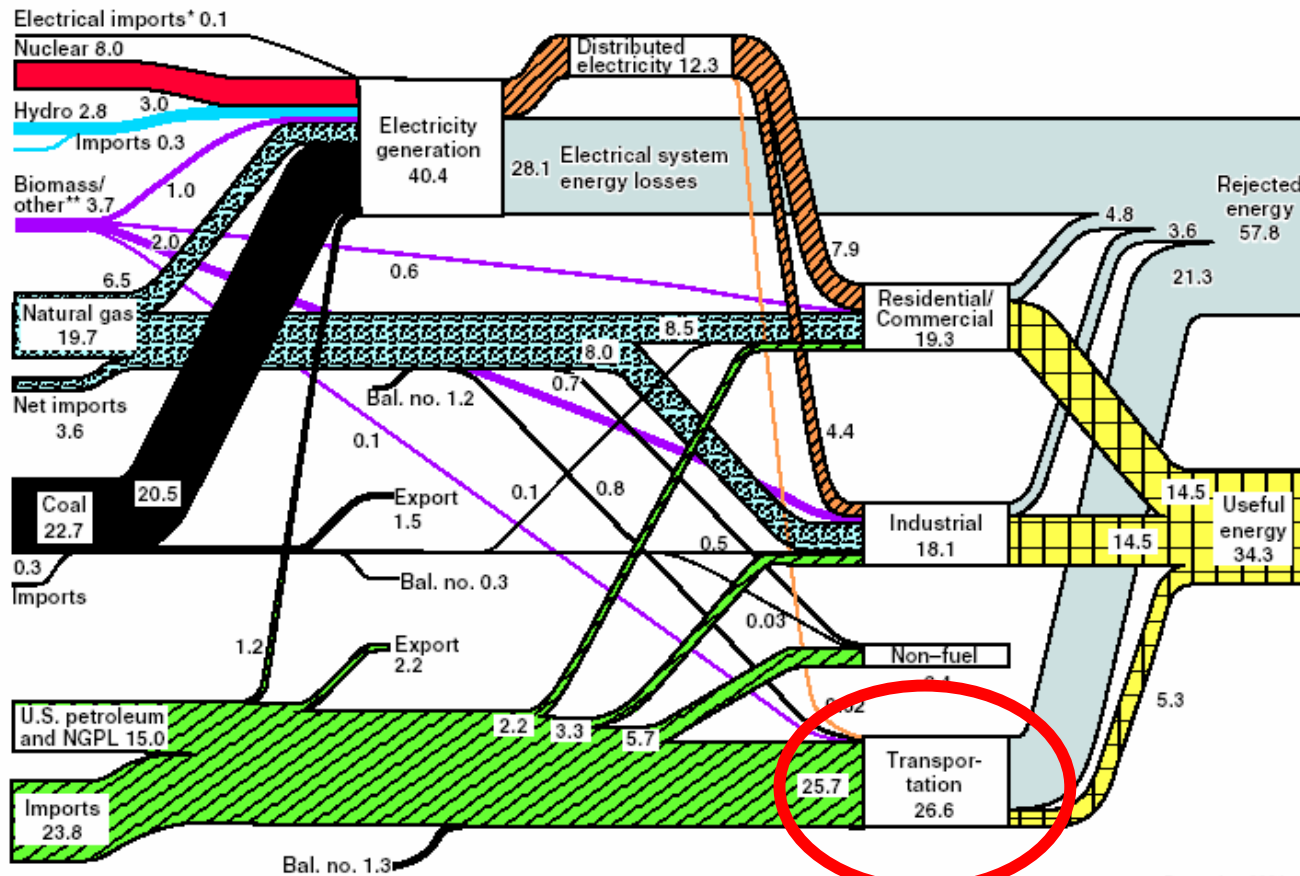 Electrical imports* 0.1
Nuclear 8.0
3.0
Hydro 2.8
Imports 0.3
Biomass/
other** 3.7
1.0
2.0
0.6
6.5
Natural gas
19.7
Net imports
3.6
Coal
22.7
20.5
0.3
Imports
Distributed
electricity 12.3
Electricity
generation
40.4
28.1
Electrical system
energy losses
Rejected
energy
57.8
4.8
3.6
21.3
7.9
Residential/
Commercial
19.3
8.5
8.0
0.7
Bal. no. 1.2
0.1
4.4
Export
1.5
0.1
0.8
0.5
Bal. no. 0.3
Industrial
18.1
14.5
14.5
Useful
energy
34.3
1.2
Export
2.2
0.03
Non–fuel
5.3
U.S. petroleum
and NGPL 15.0
2.2
3.3
5.7
Transpor-
tation
26.6
25.7
Imports
23.8
Bal. no. 1.3